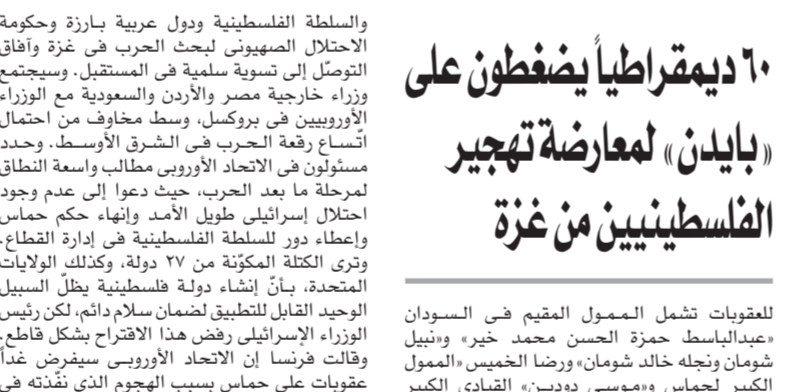 ٦٠ ديمقراطياً يضغطون على
«بايدن» لمعارضة تهجير
الفلسطينيين من غزة
للعقوبات تشمل الممول المقيم فى السودان
«عبدالباسط حمزة الحسن محمد خير» و«نبيل
شومان ونجله خالد شومان» ورضا الخميس «الممول
الكبير لحماس» و«موسى دودين» القيادى الكبير
والسلطة الفلسطينية ودول عربية بارزة وحكومة
الاحتلال الصهيونى لبحث الحرب فى غزة وآفاق
التوصّل إلى تسوية سلمية فى المستقبل. وسيجتمع
وزراء خارجية مصر والأردن والسعودية مع الوزراء
الأوروبيين فى بروكسل، وسط مخاوف من احتمال
اتّساع رقعة الحرب فى الشرق الأوسط. وحدد
مسئولون فى الاتحاد الأوروبى مطالب واسعة النطاق
لمرحلة ما بعد الحرب، حيث دعوا إلى عدم وجود
احتلال إسرائيلى طويل الأمد وإنهاء حكم حماس
وإعطاء دور للسلطة الفلسطينية فى إدارة القطاع.
وترى الكتلة المكوّنة من ٢٧ دولة، وكذلك الولايات
المتحدة، بأنّ إنشاء دولة فلسطينية يظلّ السبيل
الوحيد القابل للتطبيق لضمان سلام دائم، لكن رئيس
الوزراء الإسرائيلى رفض هذا الاقتراح بشكل قاطع.
وقالت فرنسا إن الاتحاد الأوروبى سيفرض غداً
عقوبات على حماس بسبب الهجوم الذى نفّذته فى